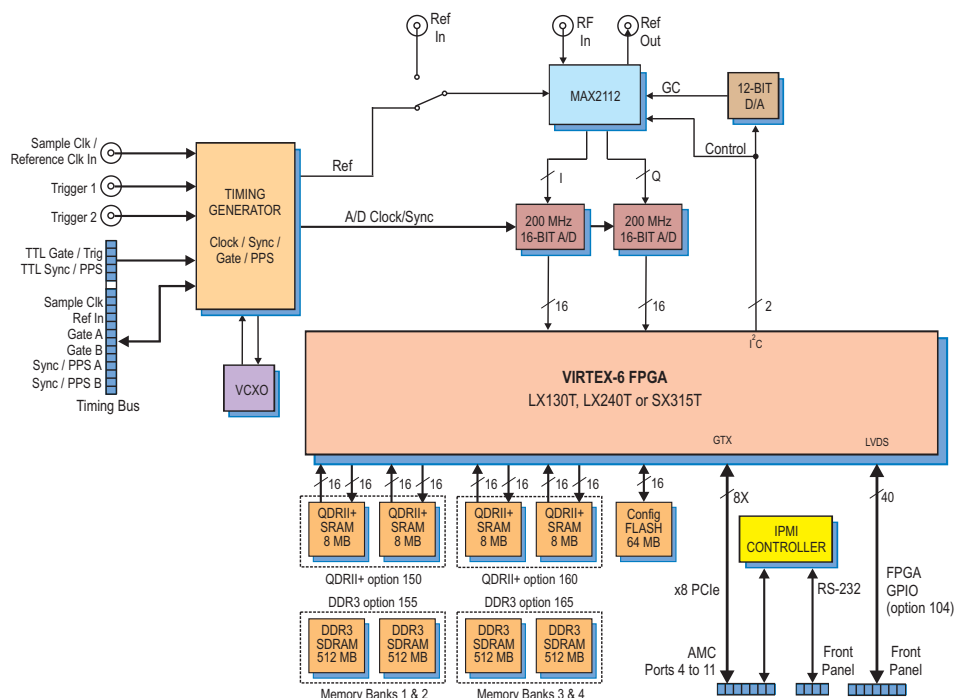 Ref
In
RF
In
Ref
Out
MAX2112
GC
12-BIT
D/A
Control
Sample Clk /
Reference Clk In
Trigger 1
Trigger 2
TTL Gate / Trig
TTL Sync / PPS
Sample Clk
Ref In
Gate A
Gate B
Sync / PPS A
Sync / PPS B
Timing Bus
TIMING
GENERATOR
Clock / Sync /
Gate / PPS
VCXO
Ref
A/D Clock/Sync
I
Q
200 MHz
16-BIT A/D
200 MHz
16-BIT A/D
16
16
2
I2C
VIRTEX-6 FPGA
LX130T, LX240T or SX315T
GTX
LVDS
16
16
16
16
16
16
16
16
16
8X
40
QDRII+
SRAM
8 MB
QDRII+
SRAM
8 MB
QDRII+
SRAM
8 MB
QDRII+
SRAM
8 MB
Config
FLASH
64 MB
IPMI
CONTROLLER
QDRII+ option 150
QDRII+ option 160
DDR3 option 155
DDR3 option 165
x8 PCIe
RS-232
FPGA
GPIO
(option 104)
DDR3
SDRAM
512 MB
DDR3
SDRAM
512 MB
DDR3
SDRAM
512 MB
DDR3
SDRAM
512 MB
Memory Banks 1 & 2
Memory Banks 3 & 4
AMC
Ports 4 to 11
Front
Panel
Front
Panel